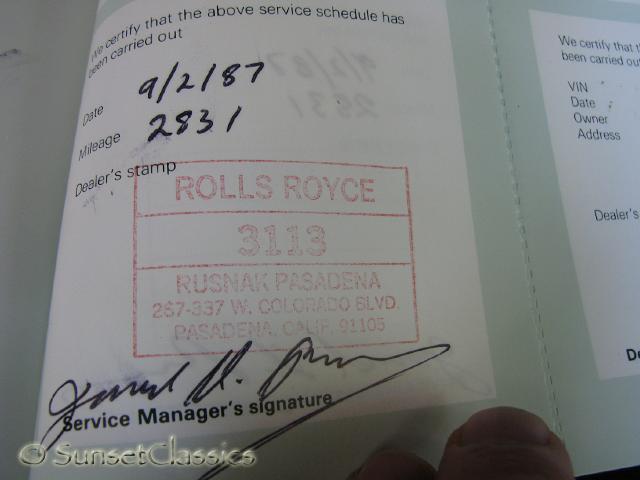 We certify that the above service schedule has
been carried out
Date 9/2/87
Mileage 2831
Dealer's stamp
ROLLS ROYCE
3113
RUSNAK PASADENA
267-337 W. COLORADO BLVD.
PASADENA, CALIF. 91105
Service Manager's signature
We certify that t
been carried out
VIN
Date
Owner
Address
Dealer's
De
© SunsetClassics